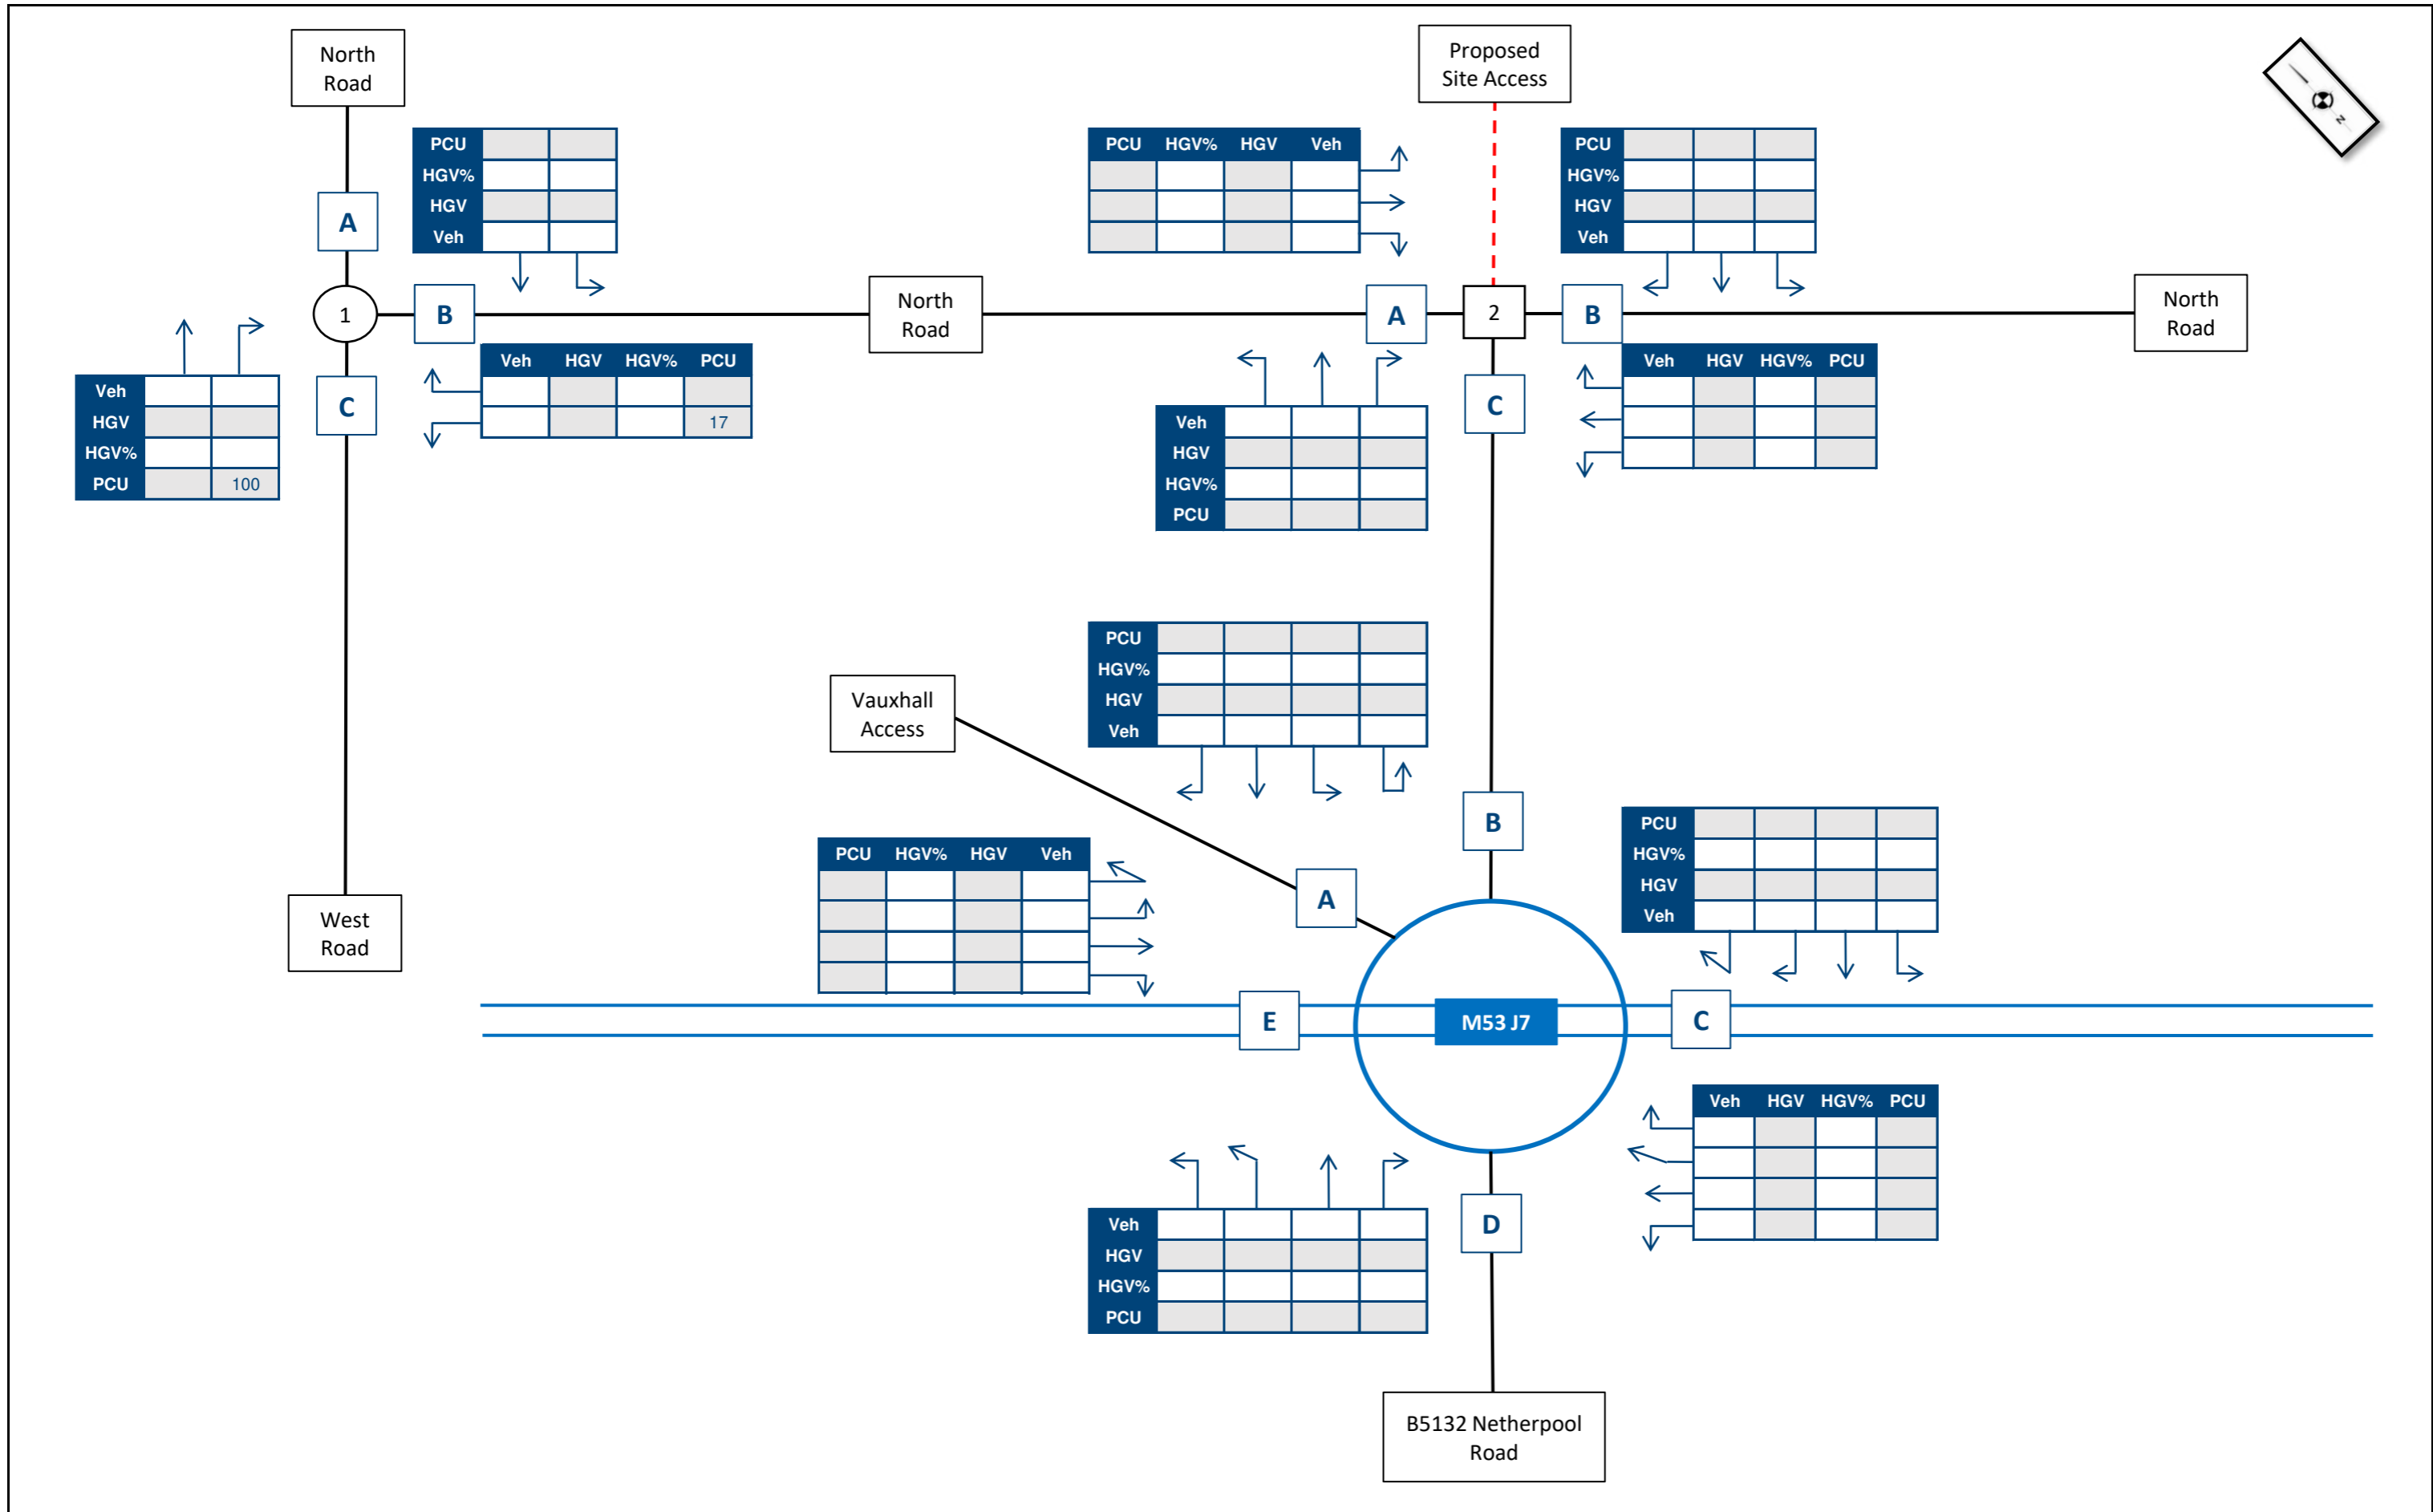 North
Road
Proposed
Site Access
N
PCU
HGV%
HGV
Veh
PCU HGV% HGV Veh
PCU
HGV%
HGV
Veh
A
1
B
North
Road
A
2
B
North
Road
Veh
HGV
HGV%
PCU 100
C
Veh HGV HGV% PCU
17
Veh
HGV
HGV%
PCU
C
Veh HGV HGV% PCU
PCU
HGV%
HGV
Veh
Vauxhall
Access
B
PCU HGV% HGV Veh
A
PCU
HGV%
HGV
Veh
West
Road
E
M53 J7
C
Veh HGV HGV% PCU
Veh
HGV
HGV%
PCU
D
B5132 Netherpool
Road